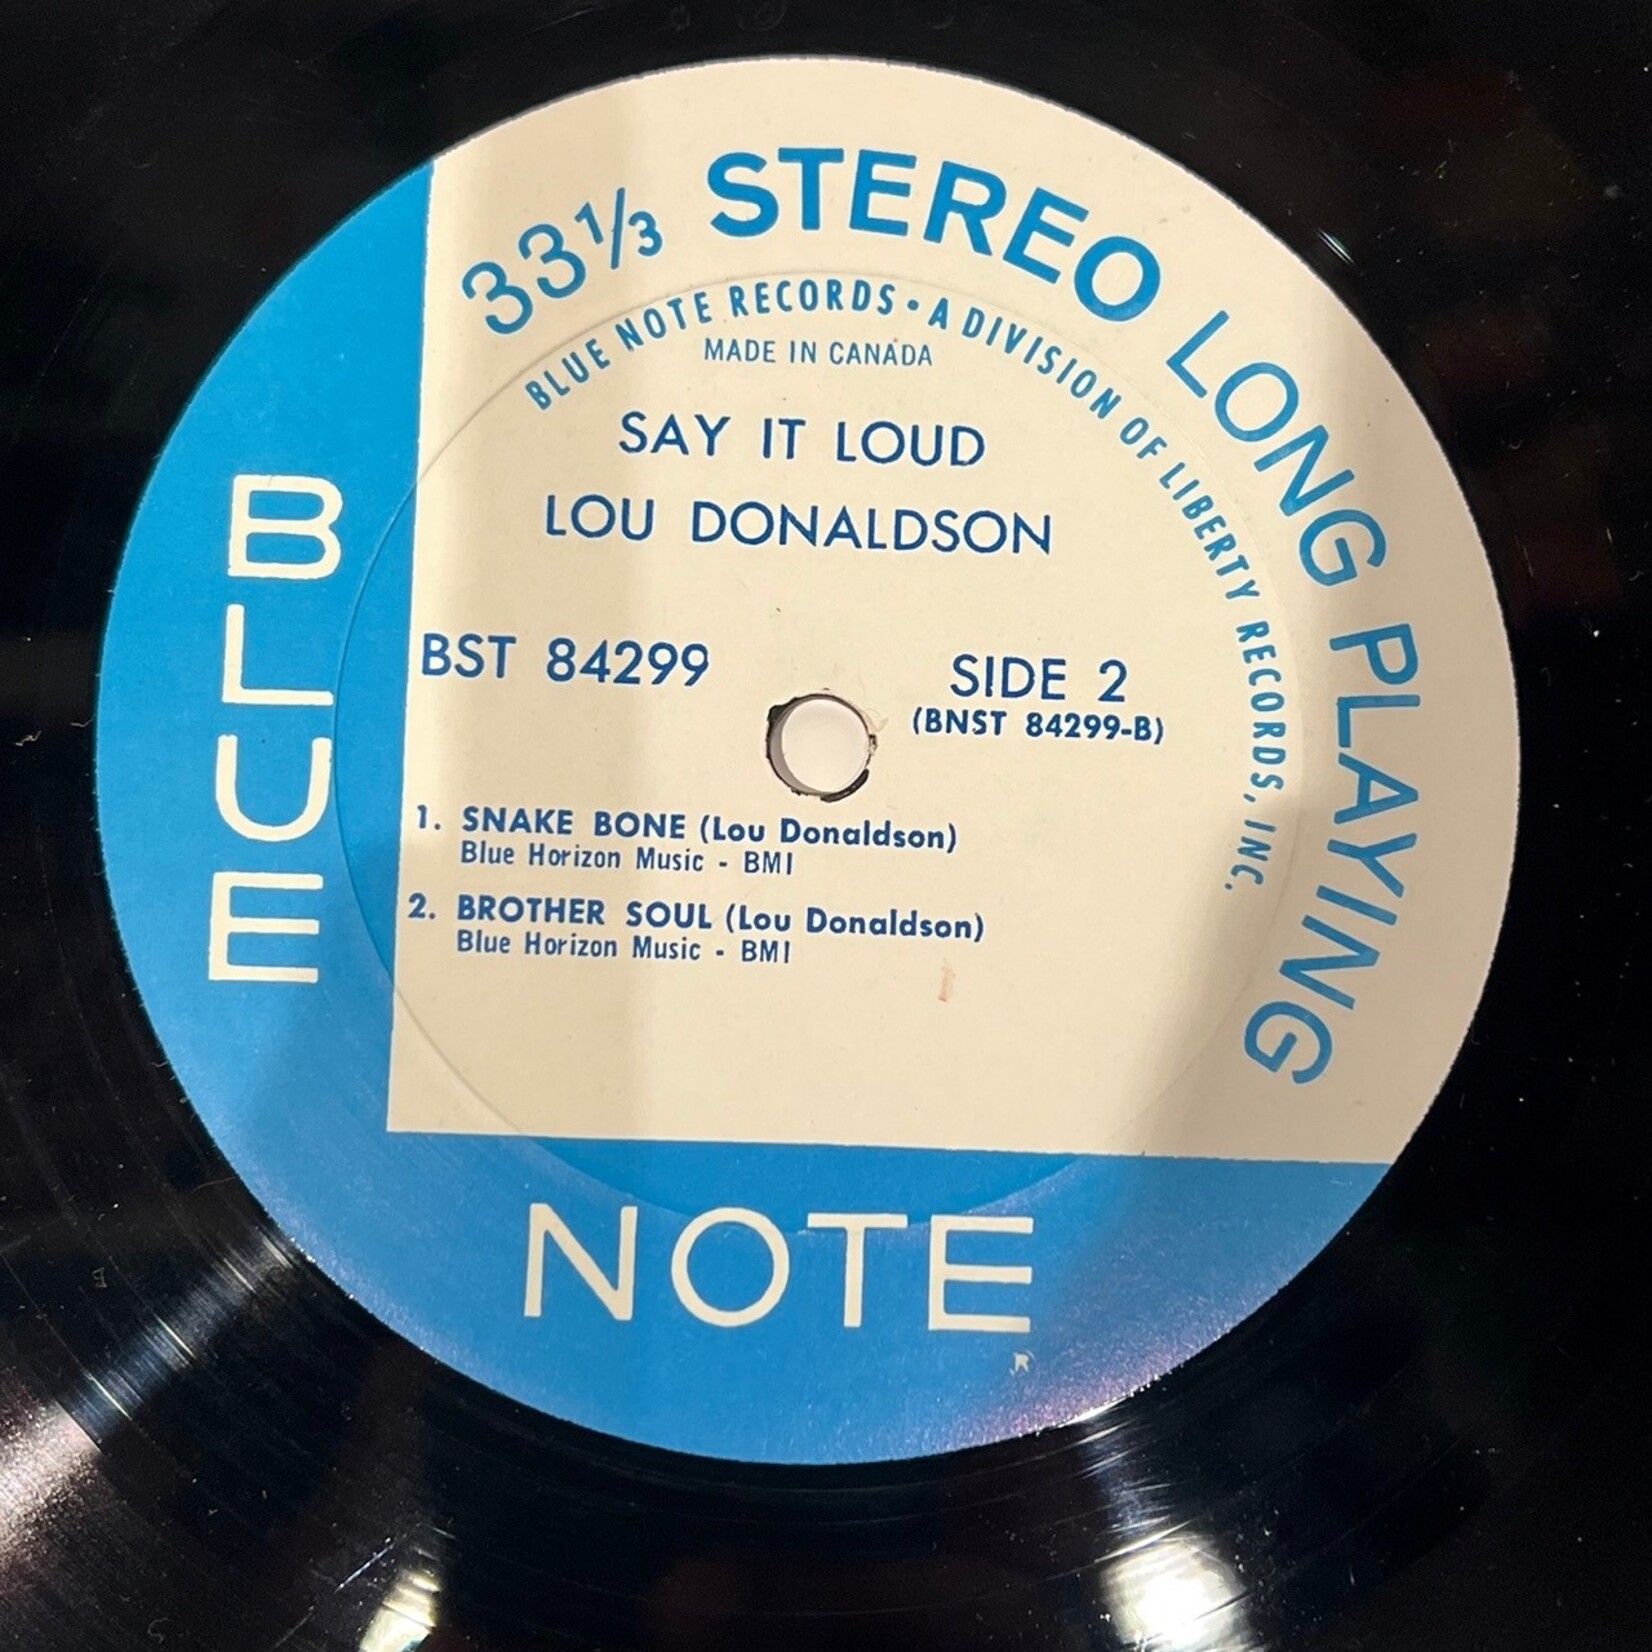 33⅓ STEREO LONG PLAYING
BLUE NOTE RECORDS • A DIVISION OF LIBERTY RECORDS, INC.
MADE IN CANADA
SAY IT LOUD
LOU DONALDSON
BST 84299
SIDE 2
(BNST 84299-B)
1. SNAKE BONE (Lou Donaldson)
Blue Horizon Music - BMI
2. BROTHER SOUL (Lou Donaldson)
Blue Horizon Music - BMI
BLUE
NOTE
R